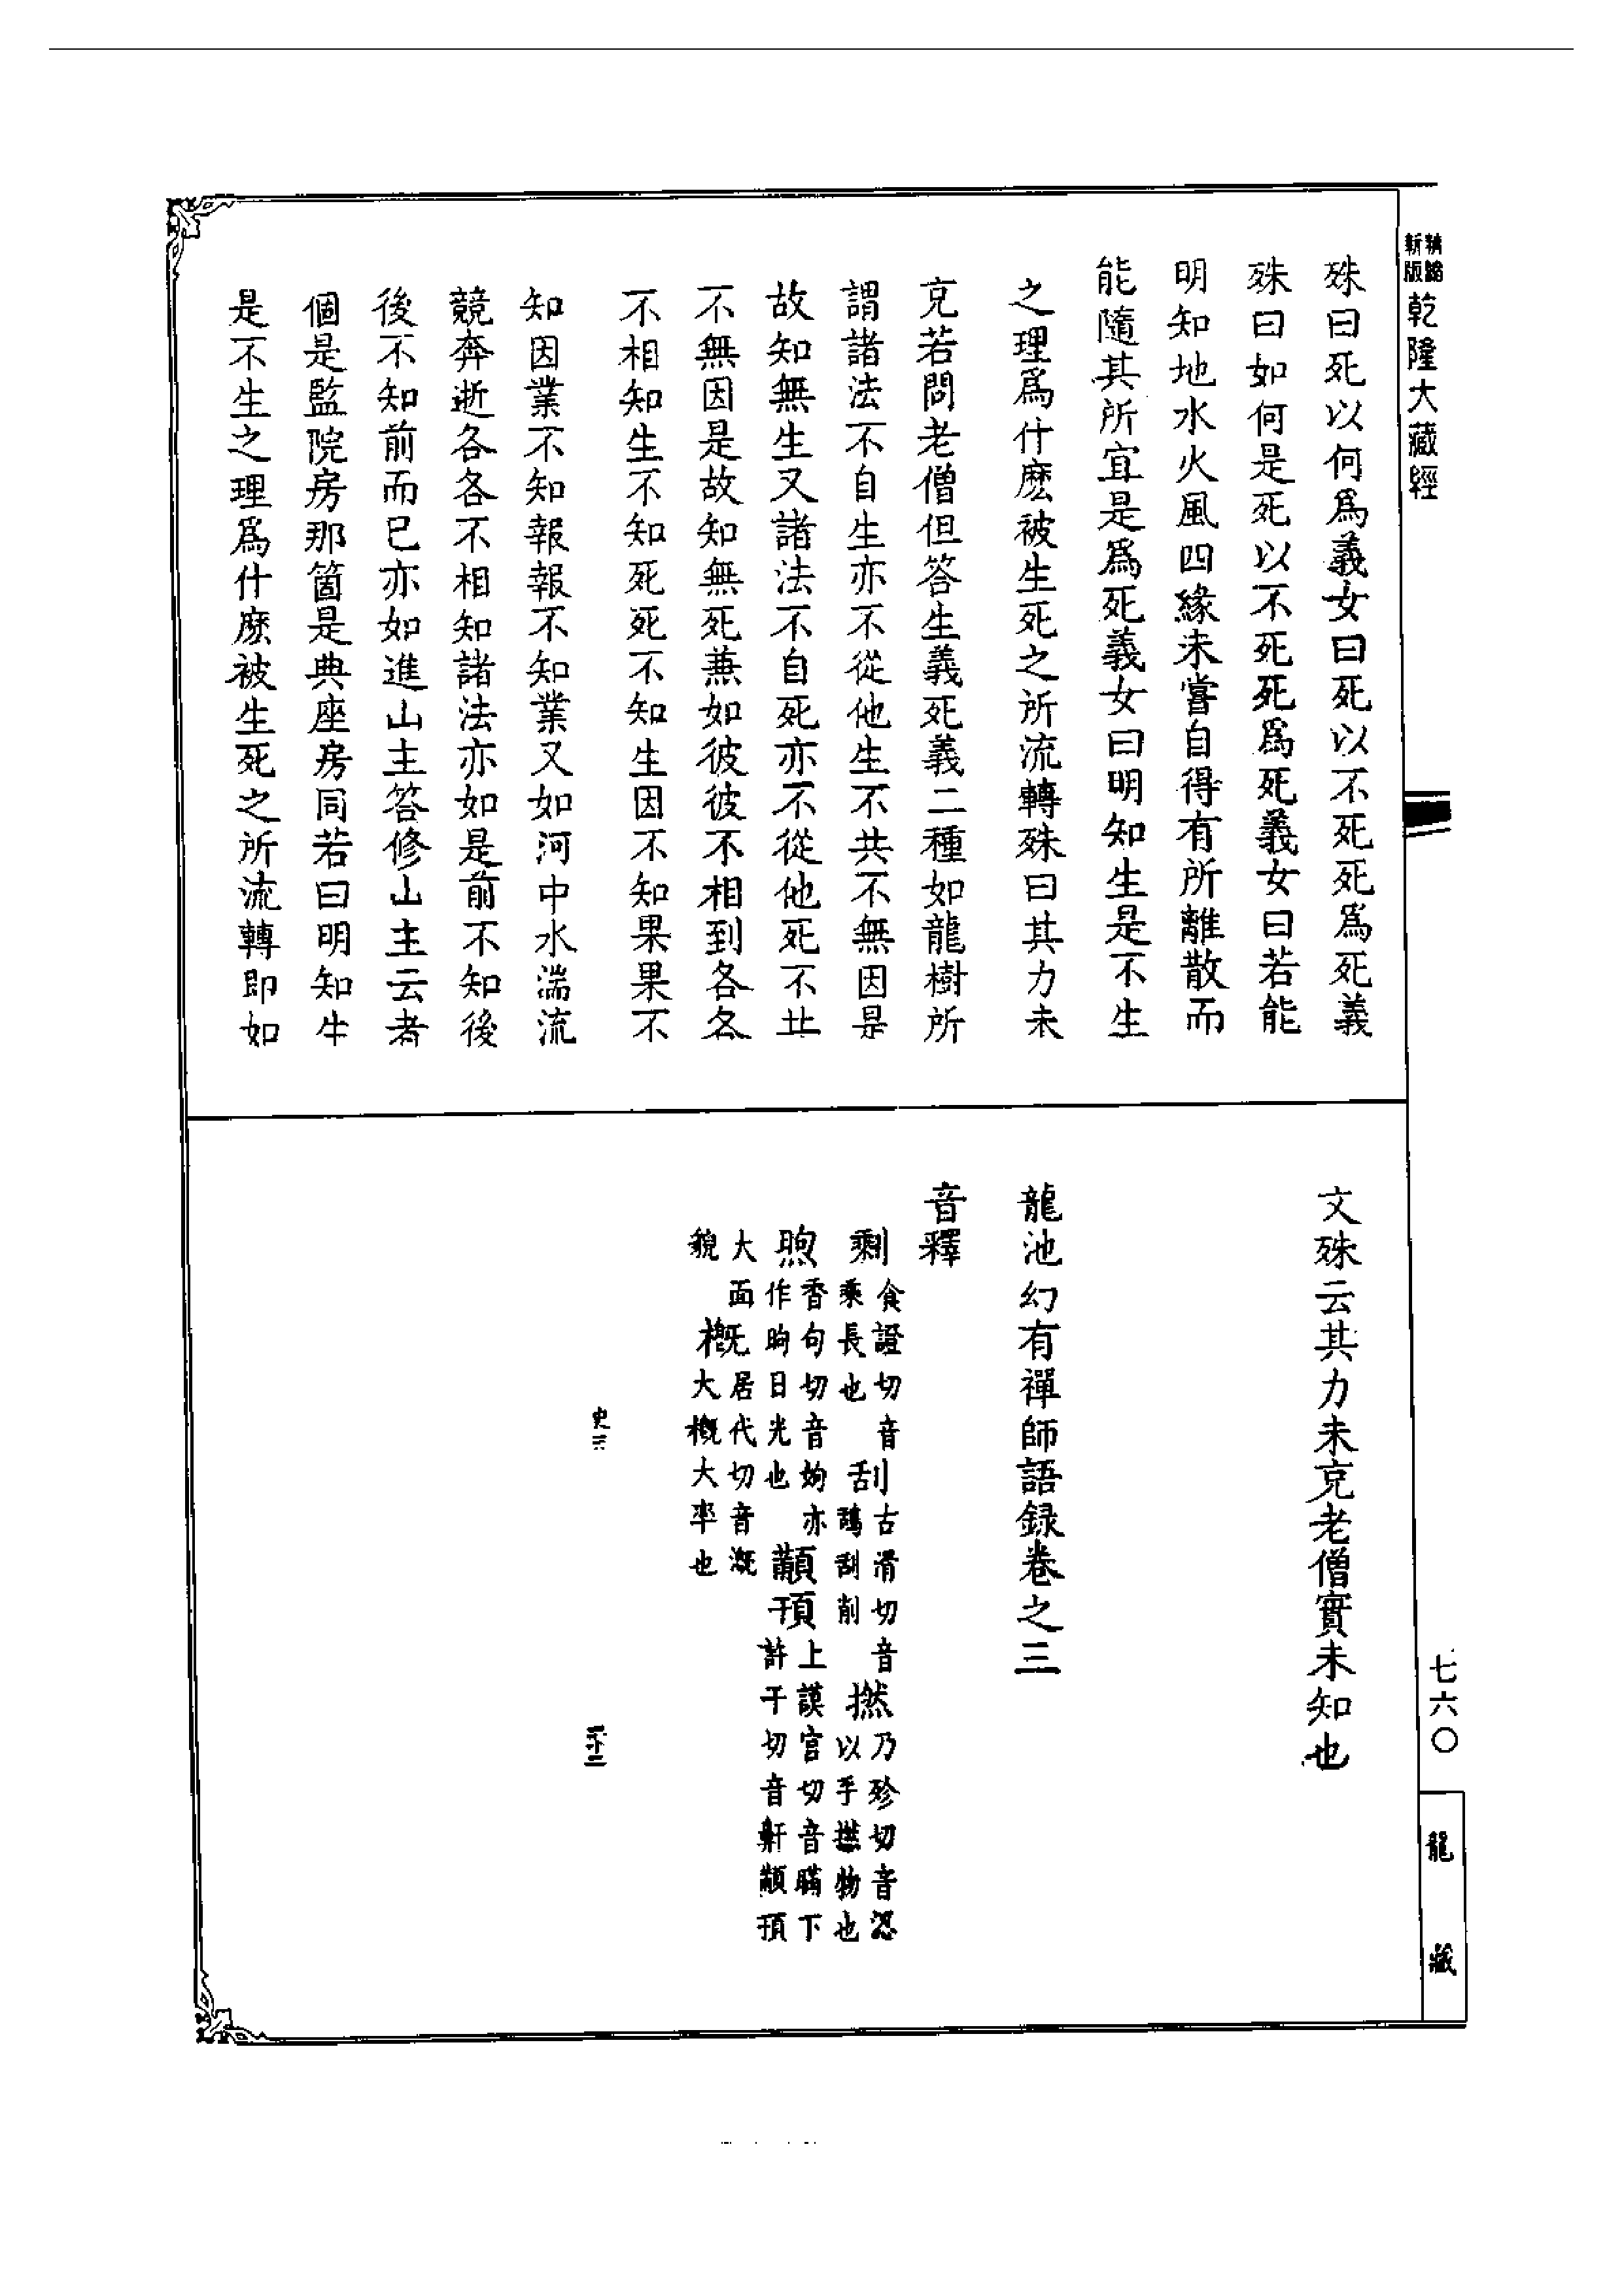 精縮新版
乾隆大藏經
殊曰死以何爲義女曰死以不死死爲死義
殊曰如何是死以不死死爲死義女曰若能
明知地水火風四緣未嘗自得有所離散而
能隨其所宜是爲死義女曰明知生是不生
之理爲什麽被生死之所流轉殊曰其力未
克若問老僧但答生義死義二種如龍樹所
謂諸法不自生亦不從他生不共不無因是
故知無生又諸法不自死亦不從他死不共
不無因是故知無死兼如彼彼不相到各各
不相知生不知死死不知生因不知果果不
知因業不知報報不知業又如河中水湍流
競奔逝各各不相知諸法亦如是前不知後
後不知前而已亦如進山主答修山主云者
個是監院房那箇是典座房同若曰明知生
是不生之理爲什麽被生死之所流轉即如
文殊云其力未克老僧實未知也
龍池幻有禪師語録卷之三
音釋
剩 食證切音乘長也 刮 古滑切音鴰刮削 撚 乃殄切音涊以手撚物也
煦 香句切音姁亦作昫日光也 顢頇 上謨官切音瞞下許干切音鼾顢頇
大面貌 概 居代切音溉大概大率也
史三
三十二
七六〇
龍藏